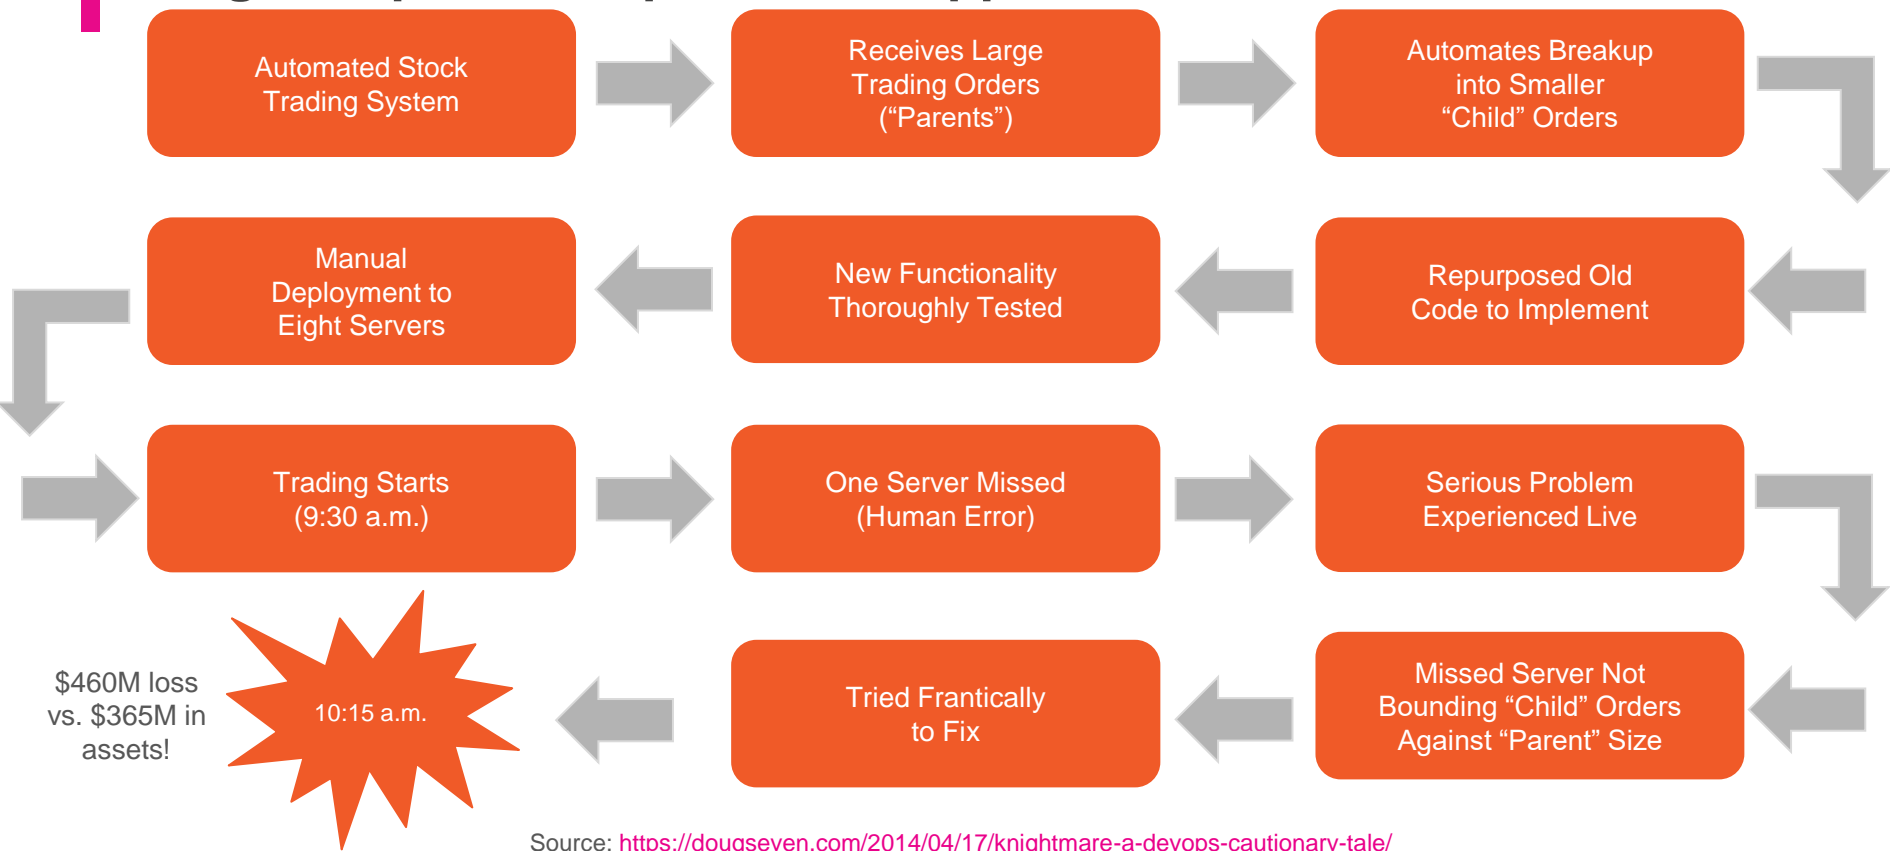 Automated Stock
Trading System
Receives Large
Trading Orders
(“Parents”)
Automates Breakup
into Smaller
“Child” Orders
Repurposed Old
Code to Implement
New Functionality
Thoroughly Tested
Manual
Deployment to
Eight Servers
Trading Starts
(9:30 a.m.)
One Server Missed
(Human Error)
Serious Problem
Experienced Live
Missed Server Not
Bounding “Child” Orders
Against “Parent” Size
Tried Frantically
to Fix
10:15 a.m.
$460M loss
vs. $365M in
assets!
Source: https://dougseven.com/2014/04/17/knightmare-a-devops-cautionary-tale/